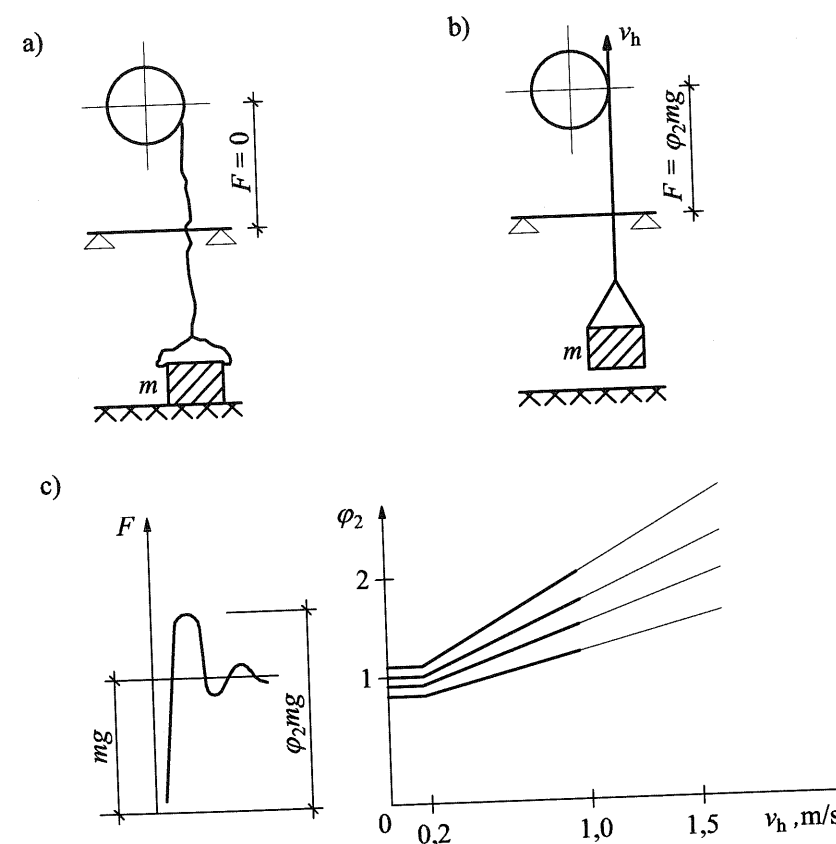 a)
F = 0
m
b)
v_h
F = φ₂mg
m
c)
F
mg
φ₂mg
φ₂
2
1
0
0,2
1,0
1,5
v_h ,m/s